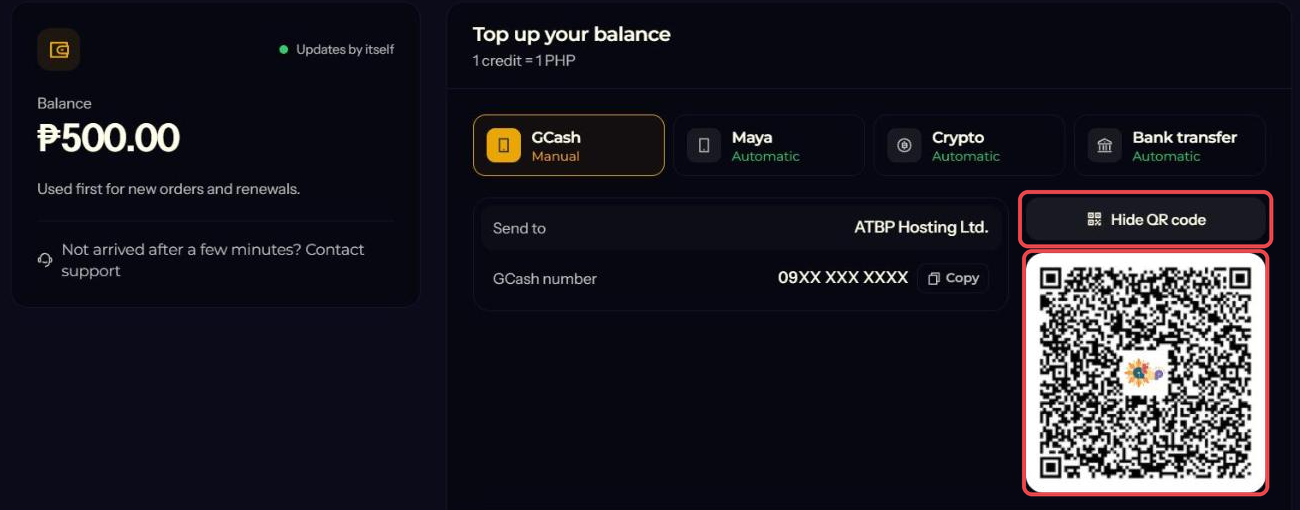 Updates by itself
Balance
₱500.00
Used first for new orders and renewals.
Not arrived after a few minutes? Contact
support
Top up your balance
1 credit = 1 PHP
GCash
Manual
Maya
Automatic
Crypto
Automatic
Bank transfer
Automatic
Send to
ATBP Hosting Ltd.
GCash number
09XX XXX XXXX
Copy
Hide QR code